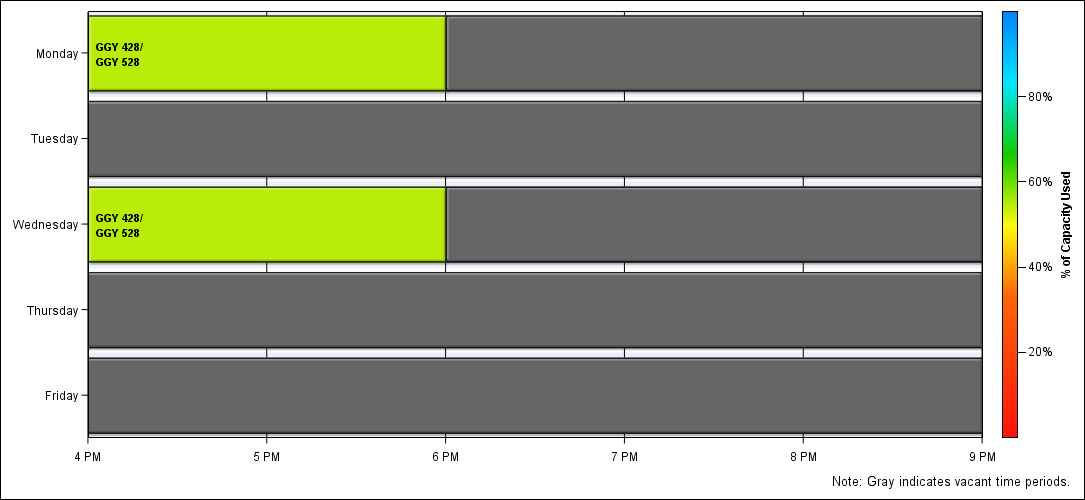 Monday
GGY 428/
GGY 528
Tuesday
Wednesday
GGY 428/
GGY 528
Thursday
Friday
4 PM
5 PM
6 PM
7 PM
8 PM
9 PM
80%
60%
40%
20%
% of Capacity Used
Note: Gray indicates vacant time periods.